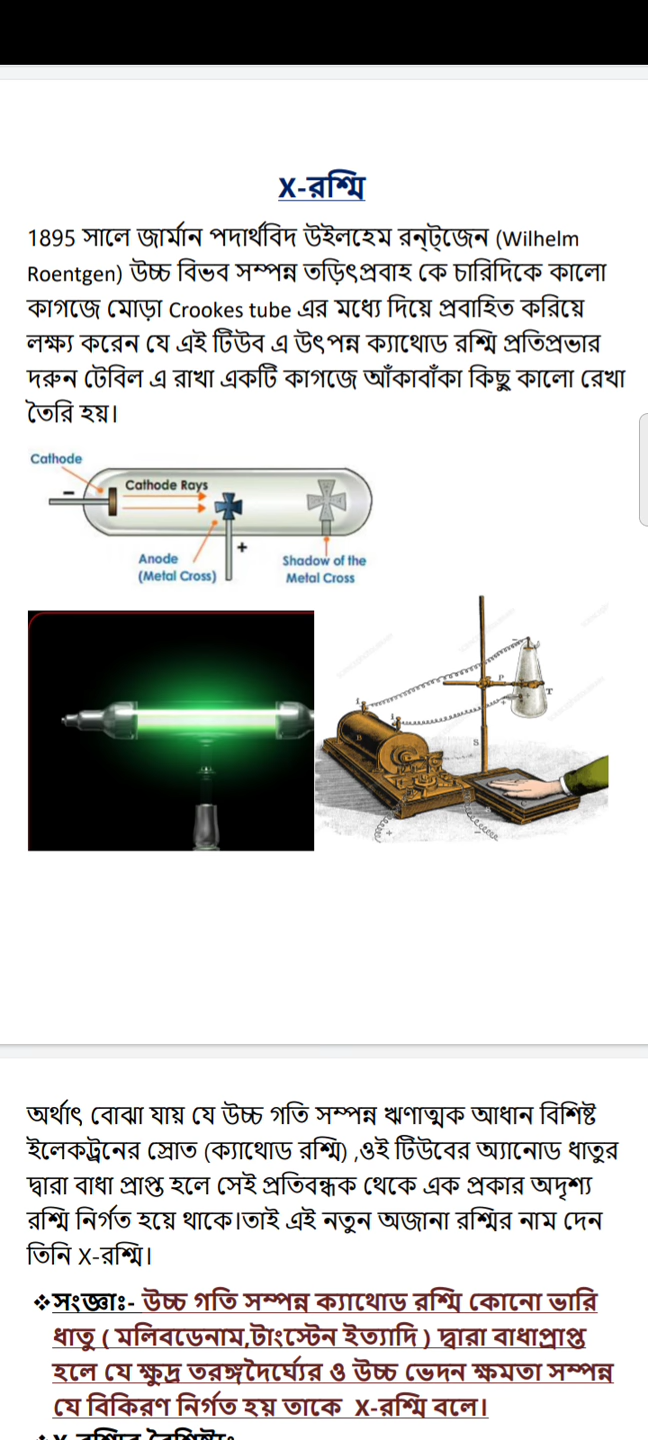 X-রশ্মি
1895 সালে জার্মান পদার্থবিদ উইলহেম রন্ট্জেন (Wilhelm
Roentgen) উচ্চ বিভব সম্পন্ন তড়িৎপ্রবাহ কে চারিদিকে কালো
কাগজে মোড়া Crookes tube এর মধ্যে দিয়ে প্রবাহিত করিয়ে
লক্ষ্য করেন যে এই টিউব এ উৎপন্ন ক্যাথোড রশ্মি প্রতিপ্রভার
দরুন টেবিল এ রাখা একটি কাগজে আঁকাবাঁকা কিছু কালো রেখা
তৈরি হয়।
Cathode
Cathode Rays
Anode
(Metal Cross)
Shadow of the
Metal Cross
P
T
B
S
অর্থাৎ বোঝা যায় যে উচ্চ গতি সম্পন্ন ঋণাত্মক আধান বিশিষ্ট
ইলেকট্রনের স্রোত (ক্যাথোড রশ্মি) ,ওই টিউবের অ্যানোড ধাতুর
দ্বারা বাধা প্রাপ্ত হলে সেই প্রতিবন্ধক থেকে এক প্রকার অদৃশ্য
রশ্মি নির্গত হয়ে থাকে।তাই এই নতুন অজানা রশ্মির নাম দেন
তিনি X-রশ্মি।
❖সংজ্ঞাঃ- উচ্চ গতি সম্পন্ন ক্যাথোড রশ্মি কোনো ভারি
ধাতু ( মলিবডেনাম,টাংস্টেন ইত্যাদি ) দ্বারা বাধাপ্রাপ্ত
হলে যে ক্ষুদ্র তরঙ্গদৈর্ঘ্যের ও উচ্চ ভেদন ক্ষমতা সম্পন্ন
যে বিকিরণ নির্গত হয় তাকে X-রশ্মি বলে।